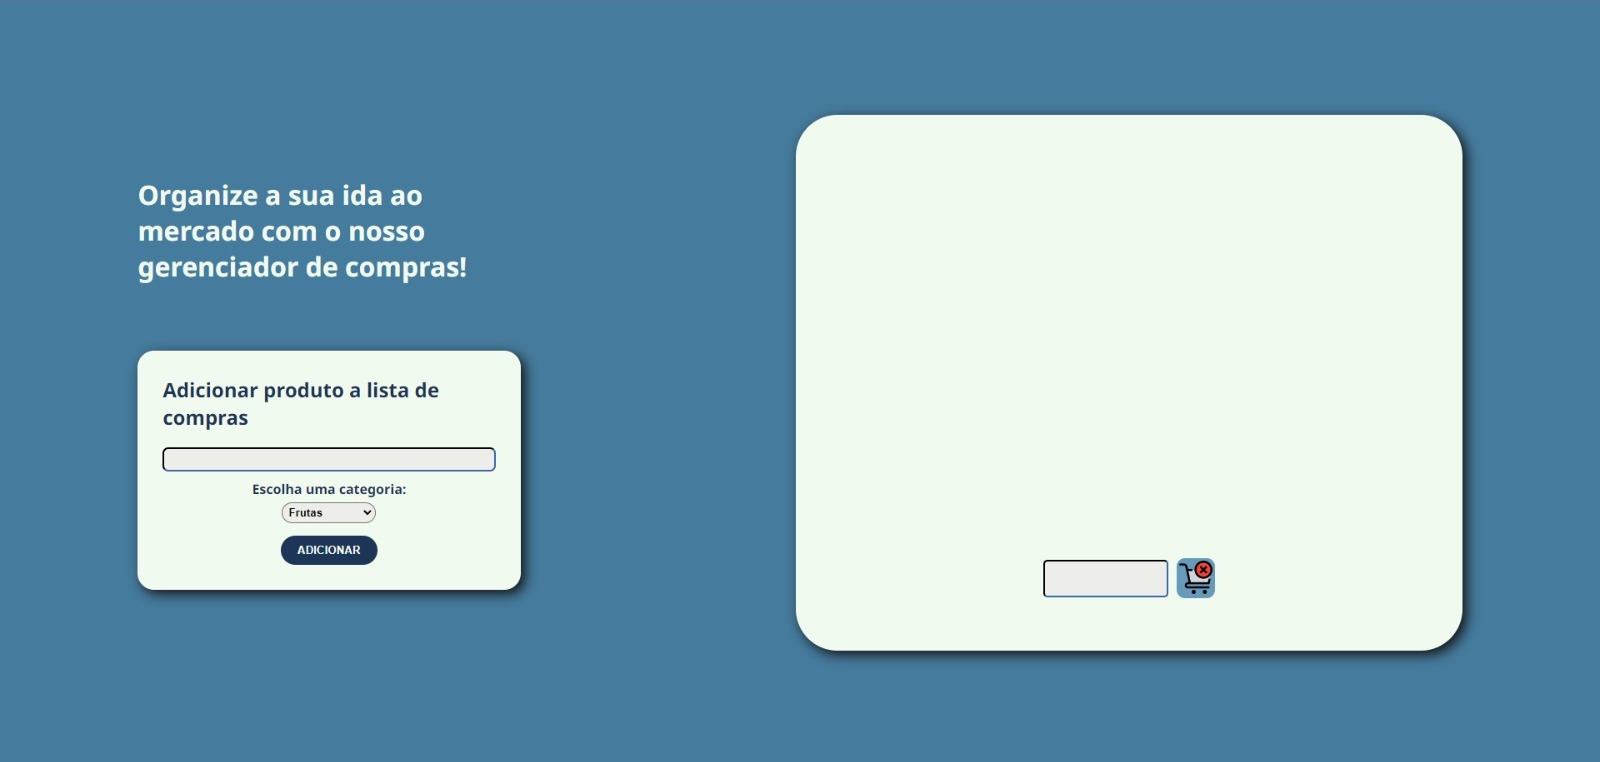 Organize a sua ida ao
mercado com o nosso
gerenciador de compras!
Adicionar produto a lista de
compras
Escolha uma categoria:
Frutas
ADICIONAR